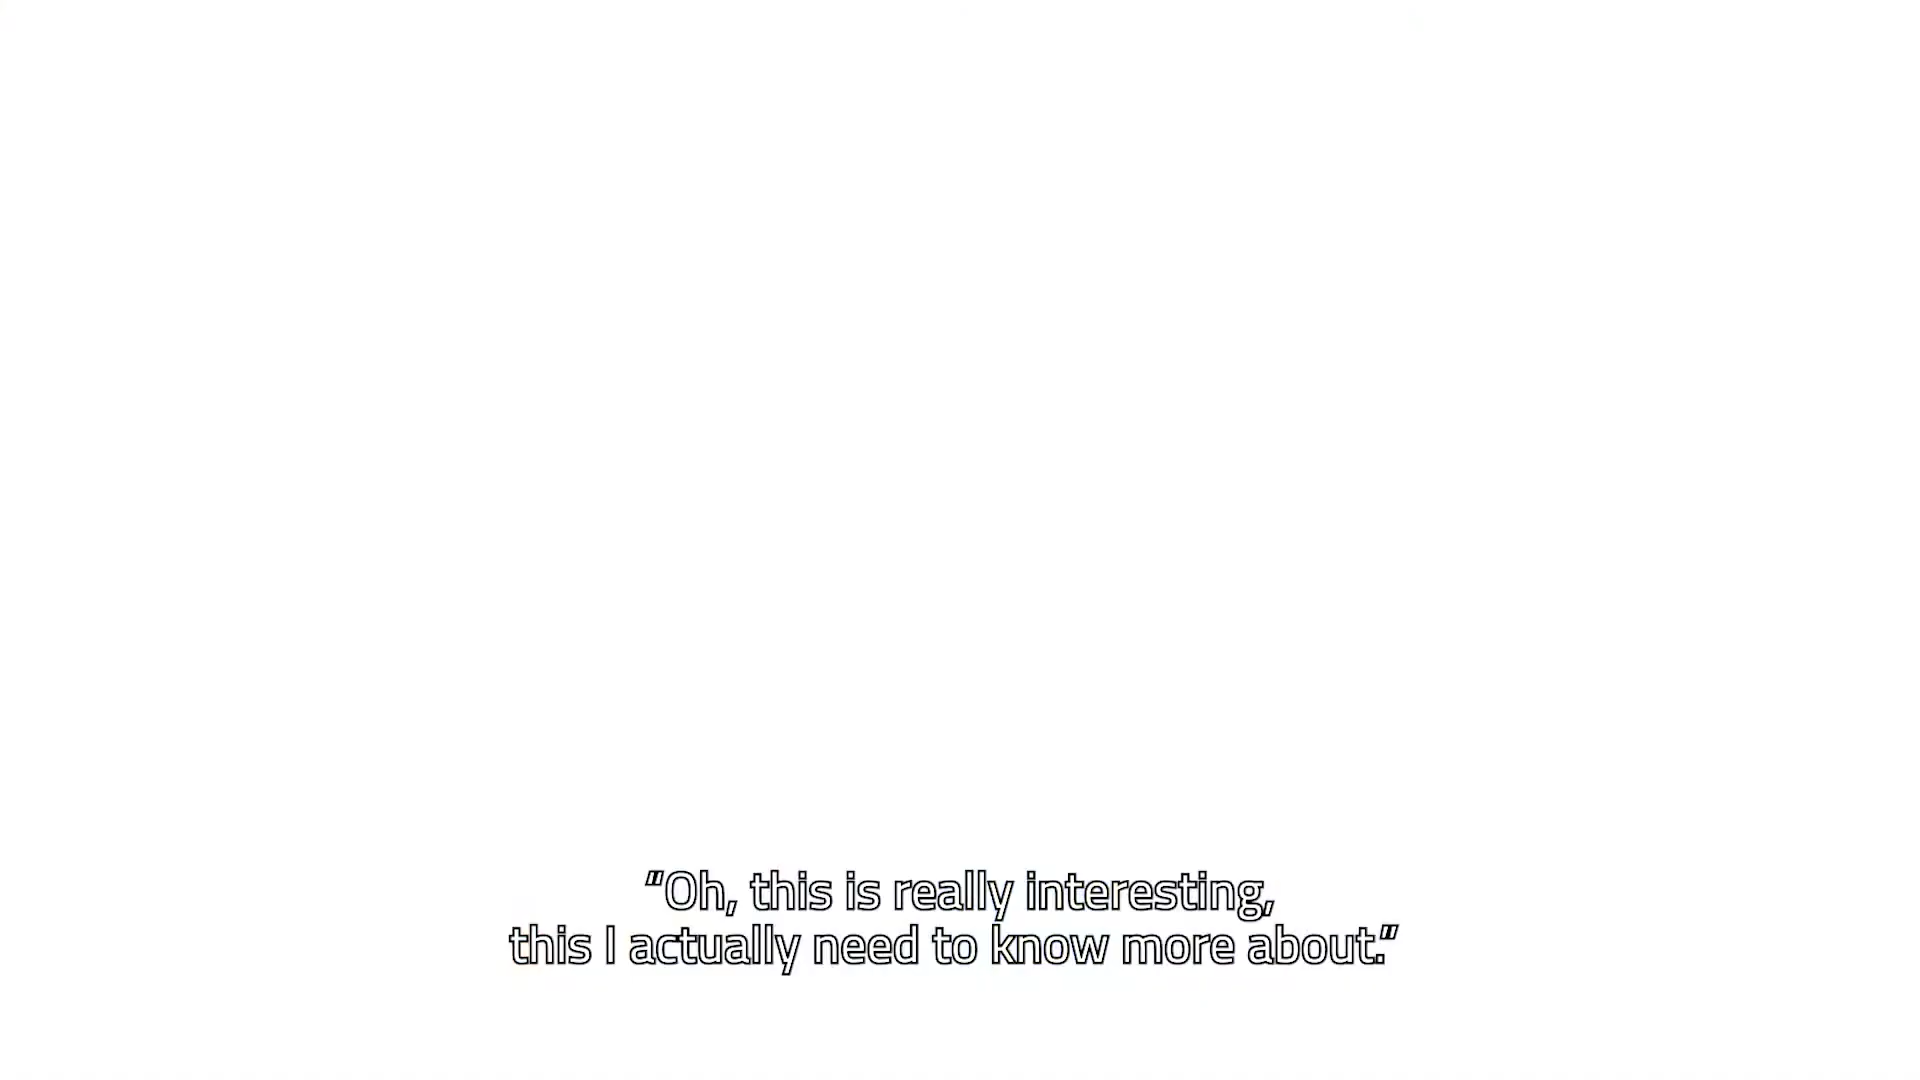 “Oh, this is really interesting,
this I actually need to know more about.”